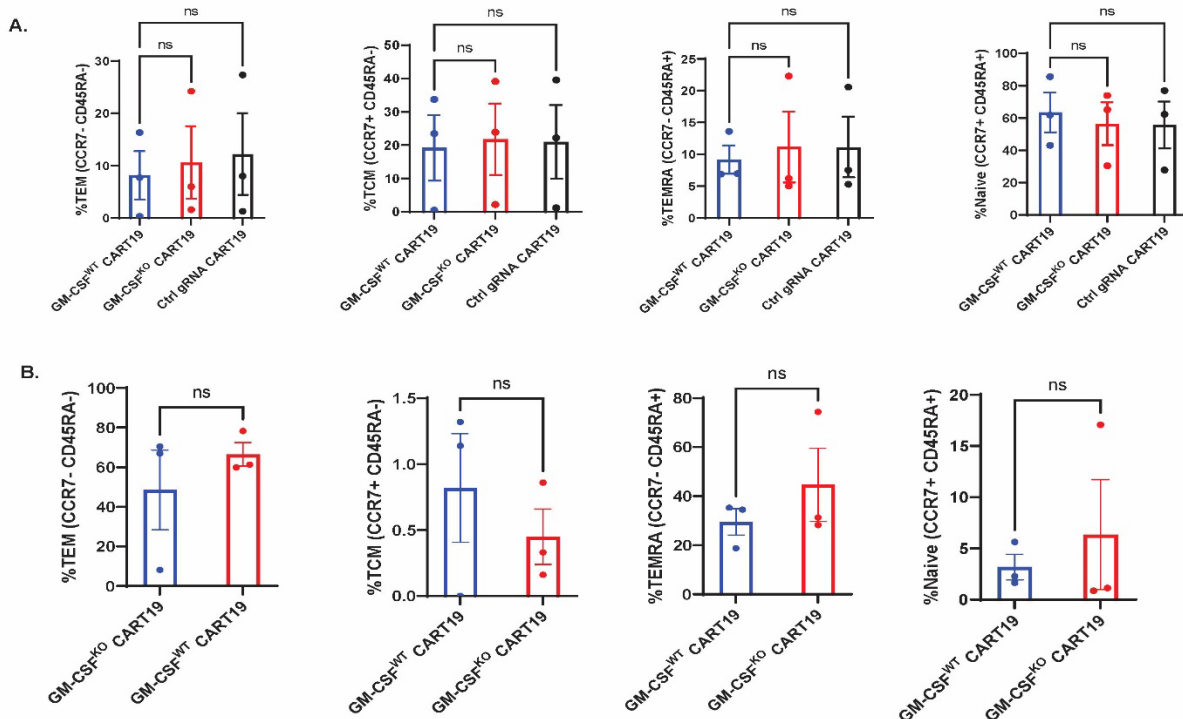 A.
%TEM (CCR7- CD45RA-)
30
20
10
0
ns
ns
GM-CSFᵂᵀ CART19
GM-CSFᴷᴼ CART19
Ctrl gRNA CART19
%TCM (CCR7+ CD45RA-)
50
40
30
20
10
0
ns
ns
GM-CSFᵂᵀ CART19
GM-CSFᴷᴼ CART19
Ctrl gRNA CART19
%TEMRA (CCR7- CD45RA+)
25
20
15
10
5
0
ns
ns
GM-CSFᵂᵀ CART19
GM-CSFᴷᴼ CART19
Ctrl gRNA CART19
%Naive (CCR7+ CD45RA+)
100
80
60
40
20
0
ns
ns
GM-CSFᵂᵀ CART19
GM-CSFᴷᴼ CART19
Ctrl gRNA CART19
B.
%TEM (CCR7- CD45RA-)
100
80
60
40
20
0
ns
GM-CSFᴷᴼ CART19
GM-CSFᵂᵀ CART19
%TCM (CCR7+ CD45RA-)
1.5
1.0
0.5
0.0
ns
GM-CSFᵂᵀ CART19
GM-CSFᴷᴼ CART19
%TEMRA (CCR7- CD45RA+)
80
60
40
20
0
ns
GM-CSFᵂᵀ CART19
GM-CSFᴷᴼ CART19
%Naive (CCR7+ CD45RA+)
20
15
10
5
0
ns
GM-CSFᵂᵀ CART19
GM-CSFᴷᴼ CART19